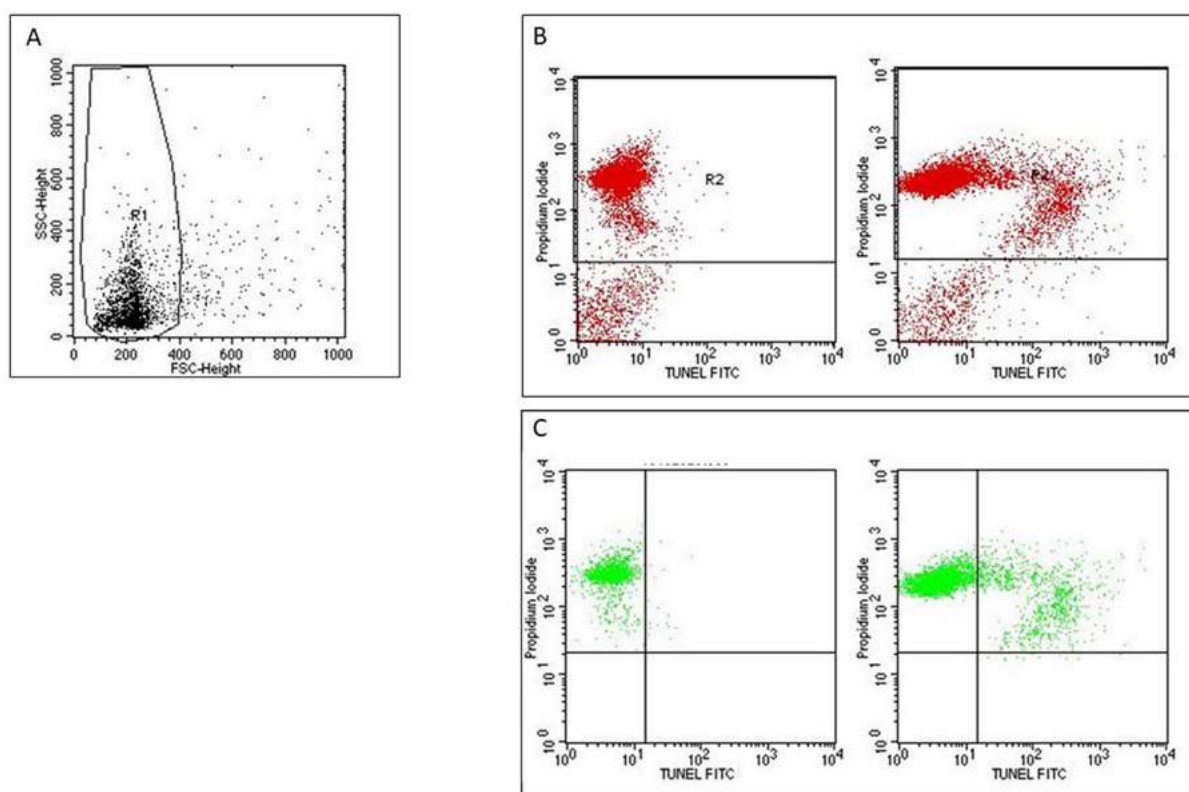 A
1000
800
600
400
200
0
SSC-Height
R1
0 200 400 600 800 1000
FSC-Height
B
10^4
10^3
10^2
10^1
10^0
Propidium Iodide
R2
10^0 10^1 10^2 10^3 10^4
TUNEL FITC
10^4
10^3
10^2
10^1
10^0
Propidium Iodide
R2
10^0 10^1 10^2 10^3 10^4
TUNEL FITC
C
10^4
10^3
10^2
10^1
10^0
Propidium Iodide
10^0 10^1 10^2 10^3 10^4
TUNEL FITC
10^4
10^3
10^2
10^1
10^0
Propidium Iodide
10^0 10^1 10^2 10^3 10^4
TUNEL FITC